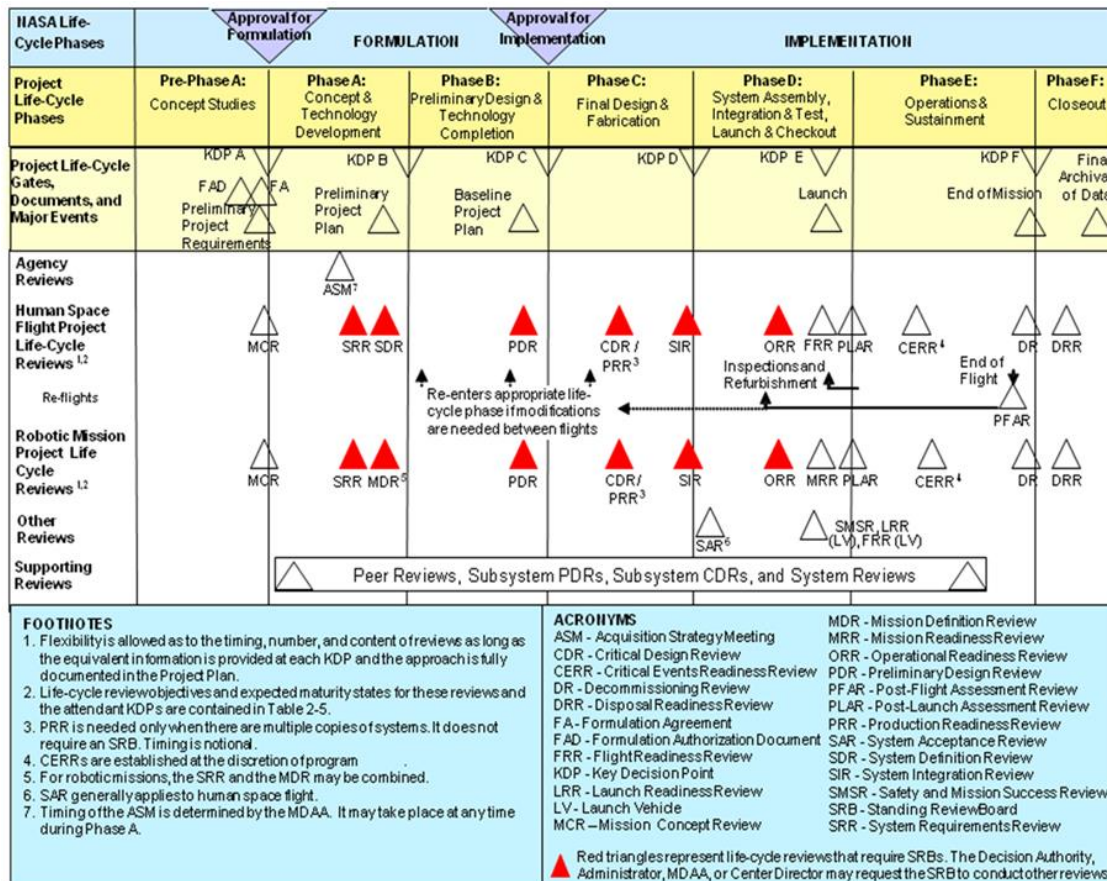 NASA Life-
Cycle Phases
Approval for
Formulation
FORMULATION
Approval for
Implementation
IMPLEMENTATION
Project
Life-Cycle
Phases
Pre-Phase A:
Concept Studies
Phase A:
Concept &
Technology
Development
Phase B:
Preliminary Design &
Technology
Completion
Phase C:
Final Design &
Fabrication
Phase D:
System Assembly,
Integration & Test,
Launch & Checkout
Phase E:
Operations &
Sustainment
Phase F:
Closeout
Project Life-Cycle
Gates,
Documents, and
Major Events
KDP A
FAD
FA
Preliminary
Project
Requirements
KDP B
Preliminary
Project
Plan
KDP C
Baseline
Project
Plan
KDP D
KDP E
Launch
KDP F
End of Mission
Final
Archival
of Data
Agency
Reviews
ASM7
Human Space
Flight Project
Life-Cycle
Reviews 1,2
MCR
SRR
SDR
PDR
CDR /
PRR3
SIR
ORR
FRR
PLAR
CERR4
DR
DRR
Re-flights
Re-enters appropriate life-
cycle phase if modifications
are needed between flights
Inspections and
Refurbishment
End of
Flight
PFAR
Robotic Mission
Project Life
Cycle
Reviews 1,2
MCR
SRR
MDR5
PDR
CDR/
PRR3
SIR
ORR
MRR
PLAR
CERR4
DR
DRR
Other
Reviews
SAR6
SMSR, LRR
(LV), FRR (LV)
Supporting
Reviews
Peer Reviews, Subsystem PDRs, Subsystem CDRs, and System Reviews
FOOTNOTES
1. Flexibility is allowed as to the timing, number, and content of reviews as long as
the equivalent information is provided at each KDP and the approach is fully
documented in the Project Plan.
2. Life-cycle review objectives and expected maturity states for these reviews and
the attendant KDPs are contained in Table 2-5.
3. PRR is needed only when there are multiple copies of systems. It does not
require an SRB. Timing is notional.
4. CERRs are established at the discretion of program .
5. For robotic missions, the SRR and the MDR may be combined.
6. SAR generally applies to human space flight.
7. Timing of the ASM is determined by the MDAA. It may take place at any time
during Phase A.
ACRONYMS
ASM - Acquisition Strategy Meeting
CDR - Critical Design Review
CERR - Critical Events Readiness Review
DR - Decommissioning Review
DRR - Disposal Readiness Review
FA - Formulation Agreement
FAD - Formulation Authorization Document
FRR - Flight Readiness Review
KDP - Key Decision Point
LRR - Launch Readiness Review
LV - Launch Vehicle
MCR – Mission Concept Review
MDR - Mission Definition Review
MRR - Mission Readiness Review
ORR - Operational Readiness Review
PDR - Preliminary Design Review
PFAR - Post-Flight Assessment Review
PLAR - Post-Launch Assessment Review
PRR - Production Readiness Review
SAR - System Acceptance Review
SDR - System Definition Review
SIR - System Integration Review
SMSR - Safety and Mission Success Review
SRB - Standing Review Board
SRR - System Requirements Review
Red triangles represent life-cycle reviews that require SRBs. The Decision Authority,
Administrator, MDAA, or Center Director may request the SRB to conduct other reviews